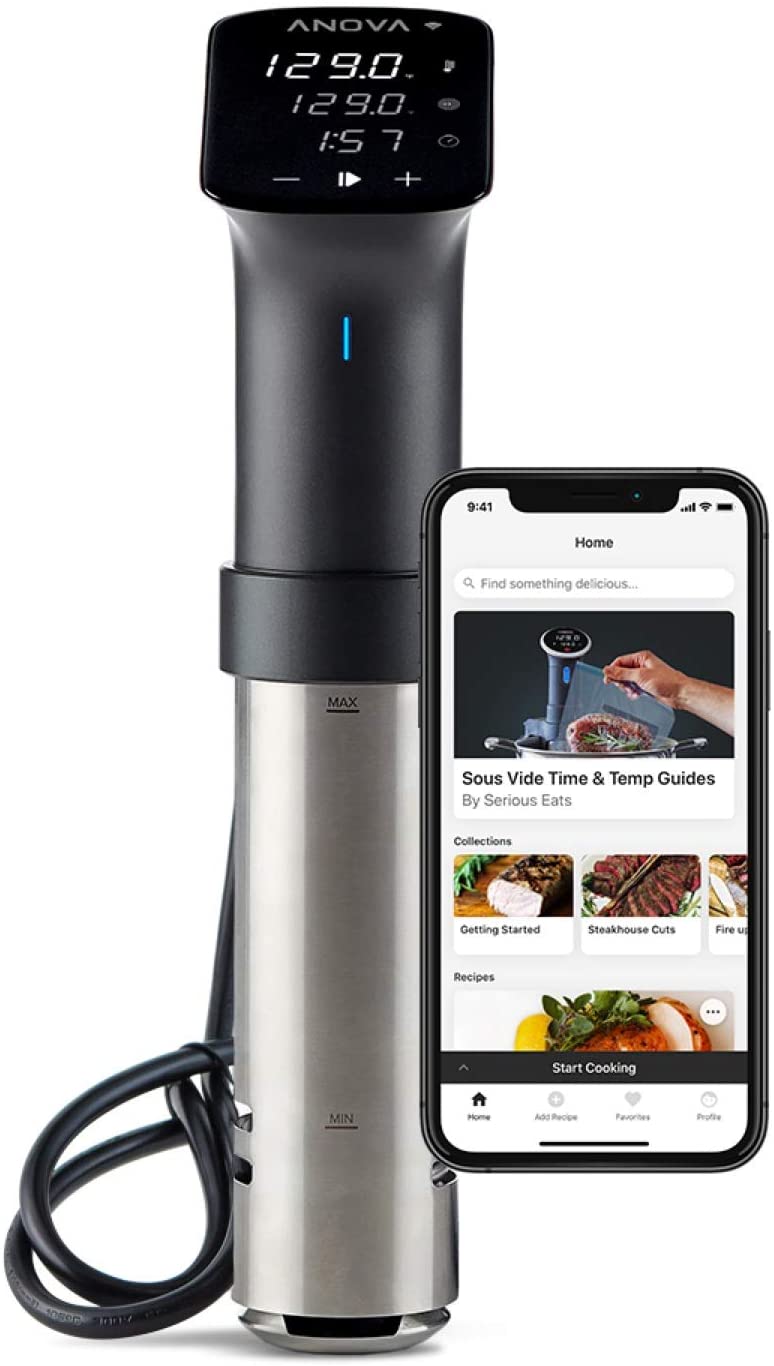 ANOVA
129.0
129.0
1:57
MAX
MIN
9:41
Home
Find something delicious...
Sous Vide Time & Temp Guides
By Serious Eats
Collections
Getting Started
Steakhouse Cuts
Fire up
Recipes
Start Cooking
Home
Add Recipe
Favorites
Profile